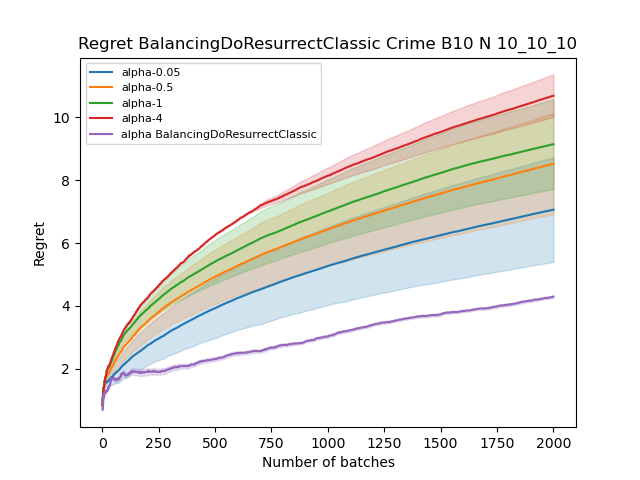 Regret BalancingDoResurrectClassic Crime B10 N 10_10_10
alpha-0.05
alpha-0.5
alpha-1
alpha-4
alpha BalancingDoResurrectClassic
10
8
6
4
2
Regret
0 250 500 750 1000 1250 1500 1750 2000
Number of batches